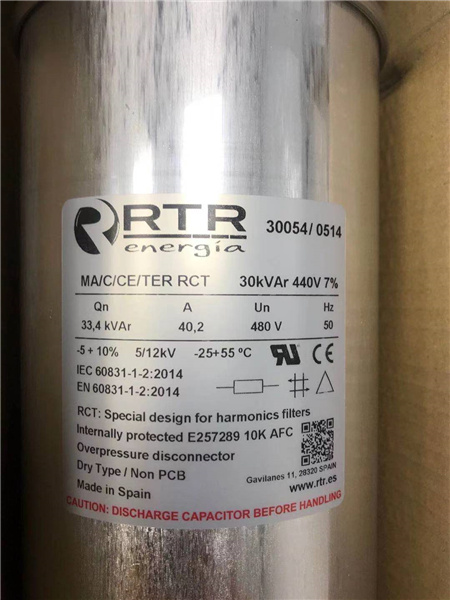 RTR
energía
30054/0514
MA/C/CE/TER RCT 30kVAr 440V 7%
Qn A Un Hz
33,4 kVAr 40,2 480 V 50
-5 + 10% 5/12kV -25+55 ºC
IEC 60831-1-2:2014
EN 60831-1-2:2014
RCT: Special design for harmonics filters
Internally protected E257289 10K AFC
Overpressure disconnector
Dry Type / Non PCB
Made in Spain
Gavilanes 11, 28320 SPAIN
www.rtr.es
CAUTION: DISCHARGE CAPACITOR BEFORE HANDLING